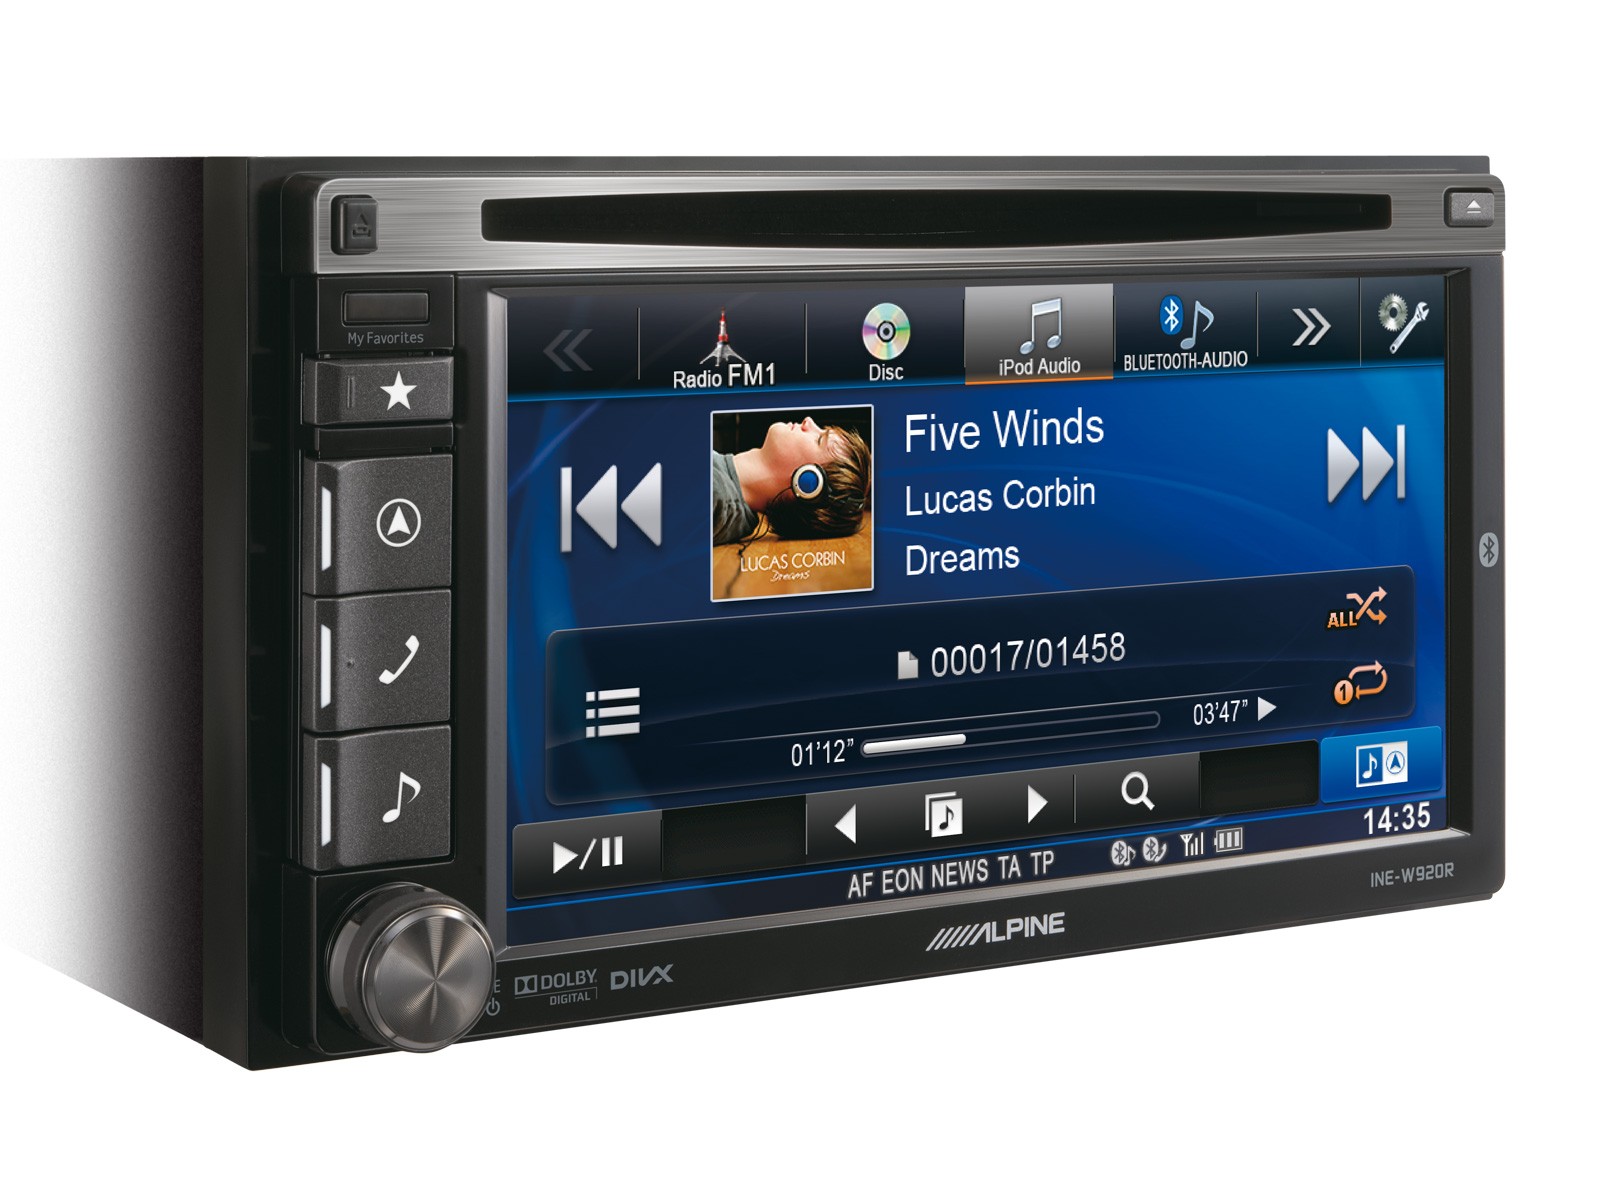 My Favorites
Radio FM1
Disc
iPod Audio
BLUETOOTH-AUDIO
Five Winds
Lucas Corbin
Dreams
LUCAS CORBIN
Dreams
ALL
00017/01458
1
01'12"
03'47"
14:35
AF EON NEWS TA TP
INE-W920R
ALPINE
DOLBY
DIGITAL
DIVX